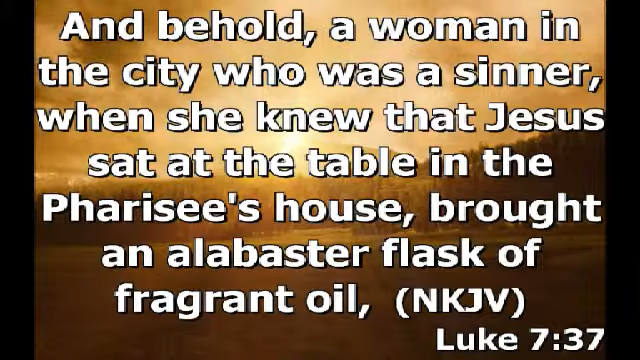 And behold, a woman in
the city who was a sinner,
when she knew that Jesus
sat at the table in the
Pharisee's house, brought
an alabaster flask of
fragrant oil, (NKJV)
Luke 7:37